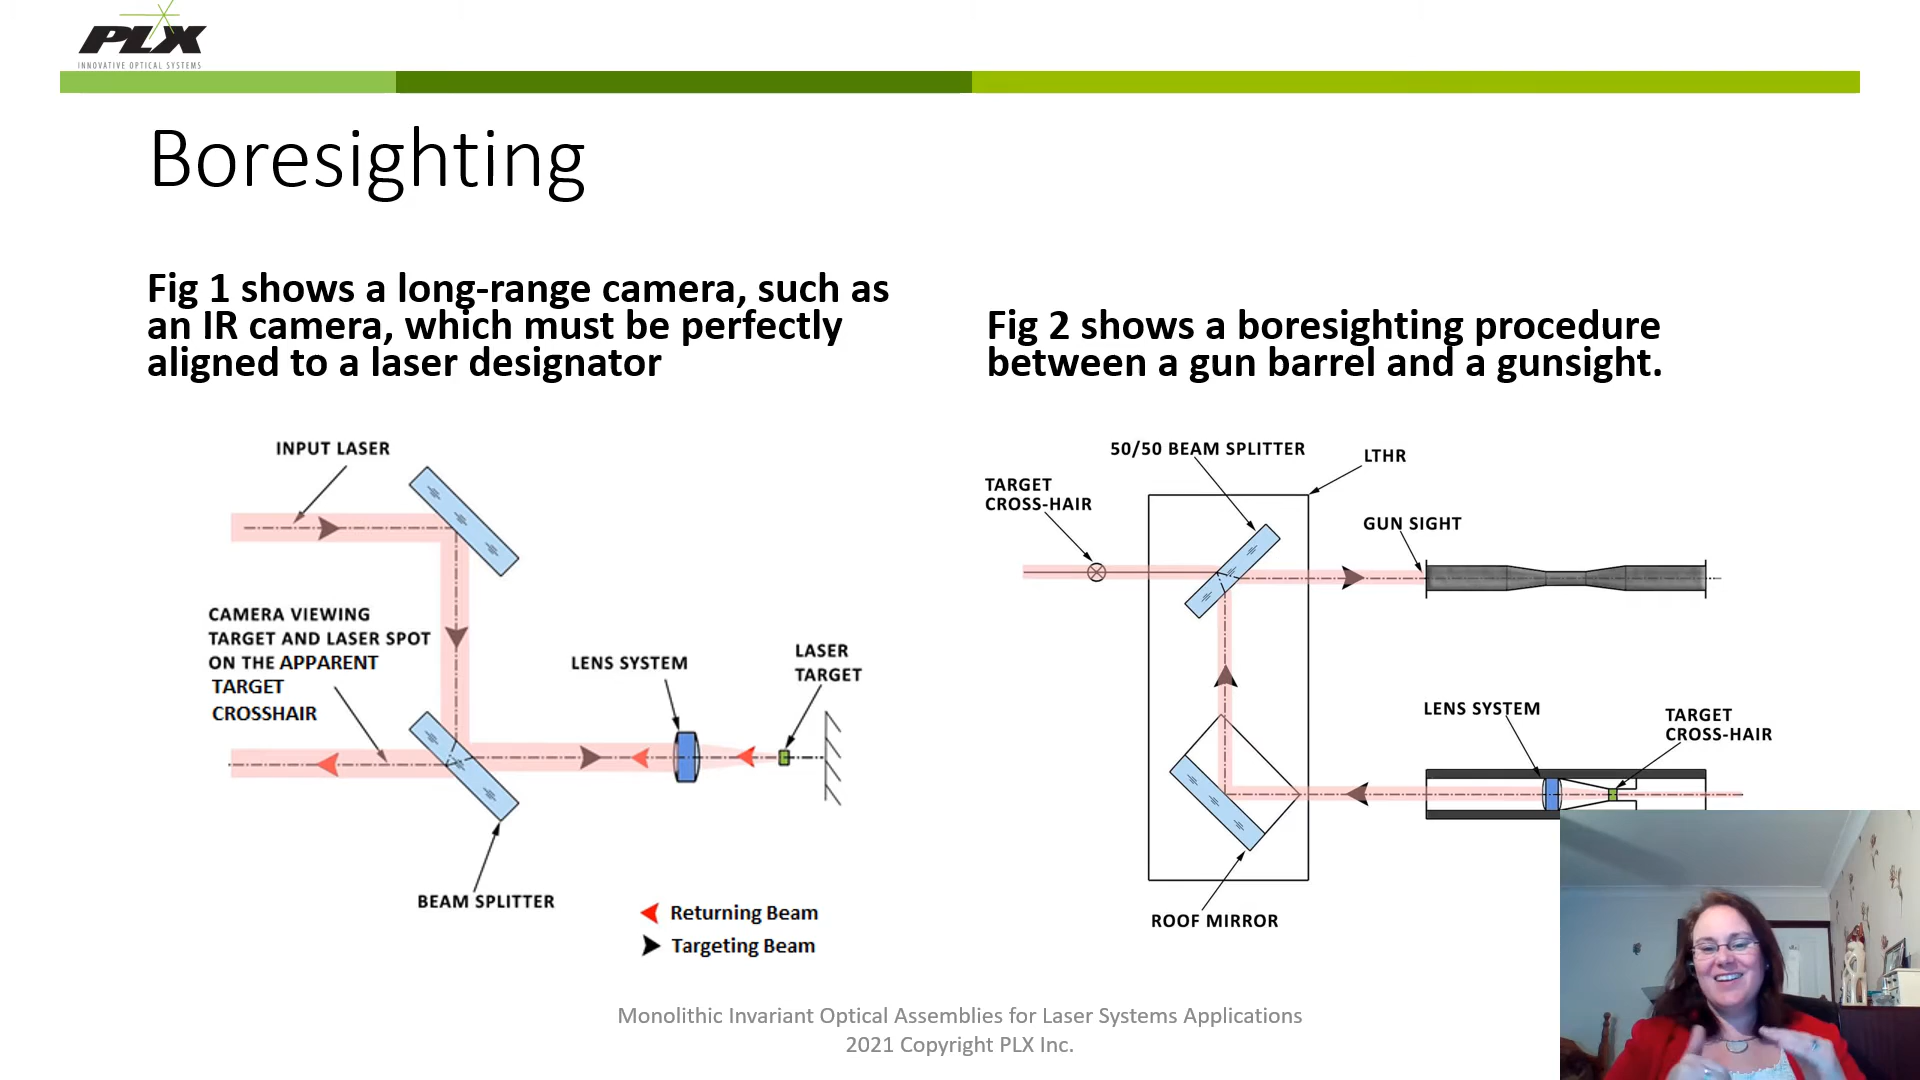 PLX
INNOVATIVE OPTICAL SYSTEMS
Boresighting
Fig 1 shows a long-range camera, such as
an IR camera, which must be perfectly
aligned to a laser designator
INPUT LASER
CAMERA VIEWING
TARGET AND LASER SPOT
ON THE APPARENT
TARGET
CROSSHAIR
LENS SYSTEM
LASER
TARGET
BEAM SPLITTER
Returning Beam
Targeting Beam
Fig 2 shows a boresighting procedure
between a gun barrel and a gunsight.
50/50 BEAM SPLITTER
LTHR
TARGET
CROSS-HAIR
GUN SIGHT
LENS SYSTEM
TARGET
CROSS-HAIR
ROOF MIRROR
Monolithic Invariant Optical Assemblies for Laser Systems Applications
2021 Copyright PLX Inc.